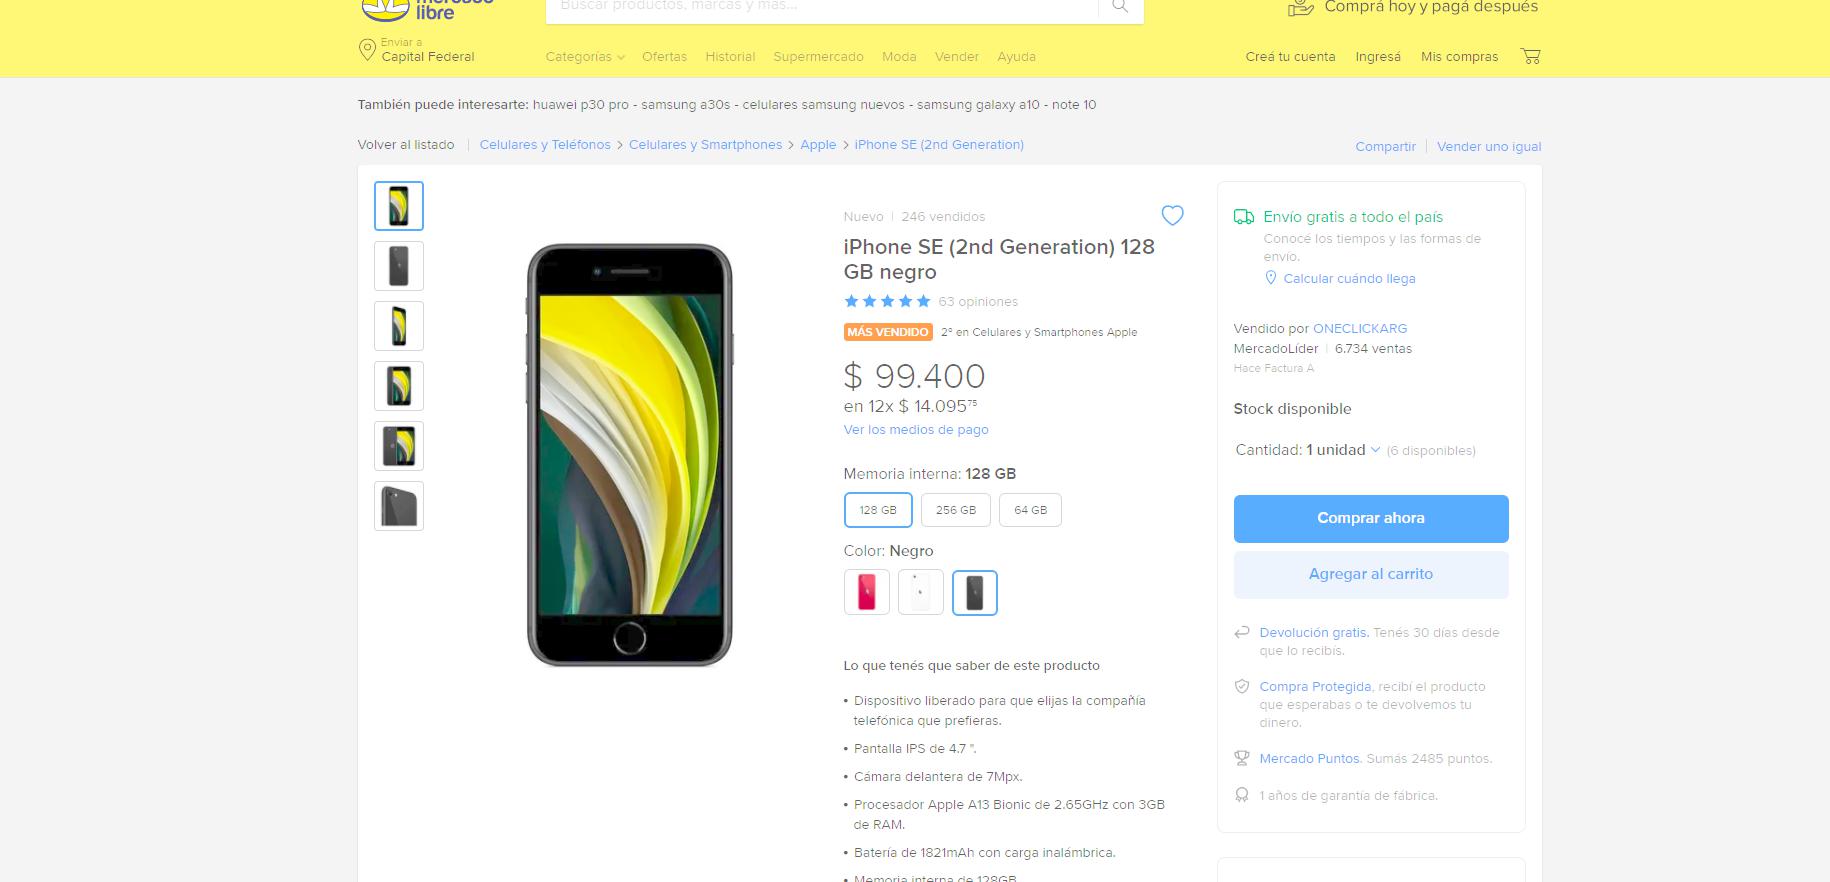 libre
Buscar productos, marcas y más...
Comprá hoy y pagá después
Enviar a
Capital Federal
Categorías
Ofertas
Historial
Supermercado
Moda
Vender
Ayuda
Creá tu cuenta
Ingresá
Mis compras
También puede interesarte: huawei p30 pro - samsung a30s - celulares samsung nuevos - samsung galaxy a10 - note 10
Volver al listado | Celulares y Teléfonos > Celulares y Smartphones > Apple > iPhone SE (2nd Generation)
Compartir | Vender uno igual
Nuevo | 246 vendidos
iPhone SE (2nd Generation) 128
GB negro
63 opiniones
MÁS VENDIDO 2º en Celulares y Smartphones Apple
$ 99.400
en 12x $ 14.095 75
Ver los medios de pago
Memoria interna: 128 GB
128 GB
256 GB
64 GB
Color: Negro
Lo que tenés que saber de este producto
• Dispositivo liberado para que elijas la compañía
telefónica que prefieras.
• Pantalla IPS de 4.7 ".
• Cámara delantera de 7Mpx.
• Procesador Apple A13 Bionic de 2.65GHz con 3GB
de RAM.
• Batería de 1821mAh con carga inalámbrica.
• Memoria interna de 128GB.
Envío gratis a todo el país
Conocé los tiempos y las formas de
envío.
Calcular cuándo llega
Vendido por ONECLICKARG
MercadoLíder | 6.734 ventas
Hace Factura A
Stock disponible
Cantidad: 1 unidad (6 disponibles)
Comprar ahora
Agregar al carrito
Devolución gratis. Tenés 30 días desde
que lo recibís.
Compra Protegida, recibí el producto
que esperabas o te devolvemos tu
dinero.
Mercado Puntos. Sumás 2485 puntos.
1 años de garantía de fábrica.